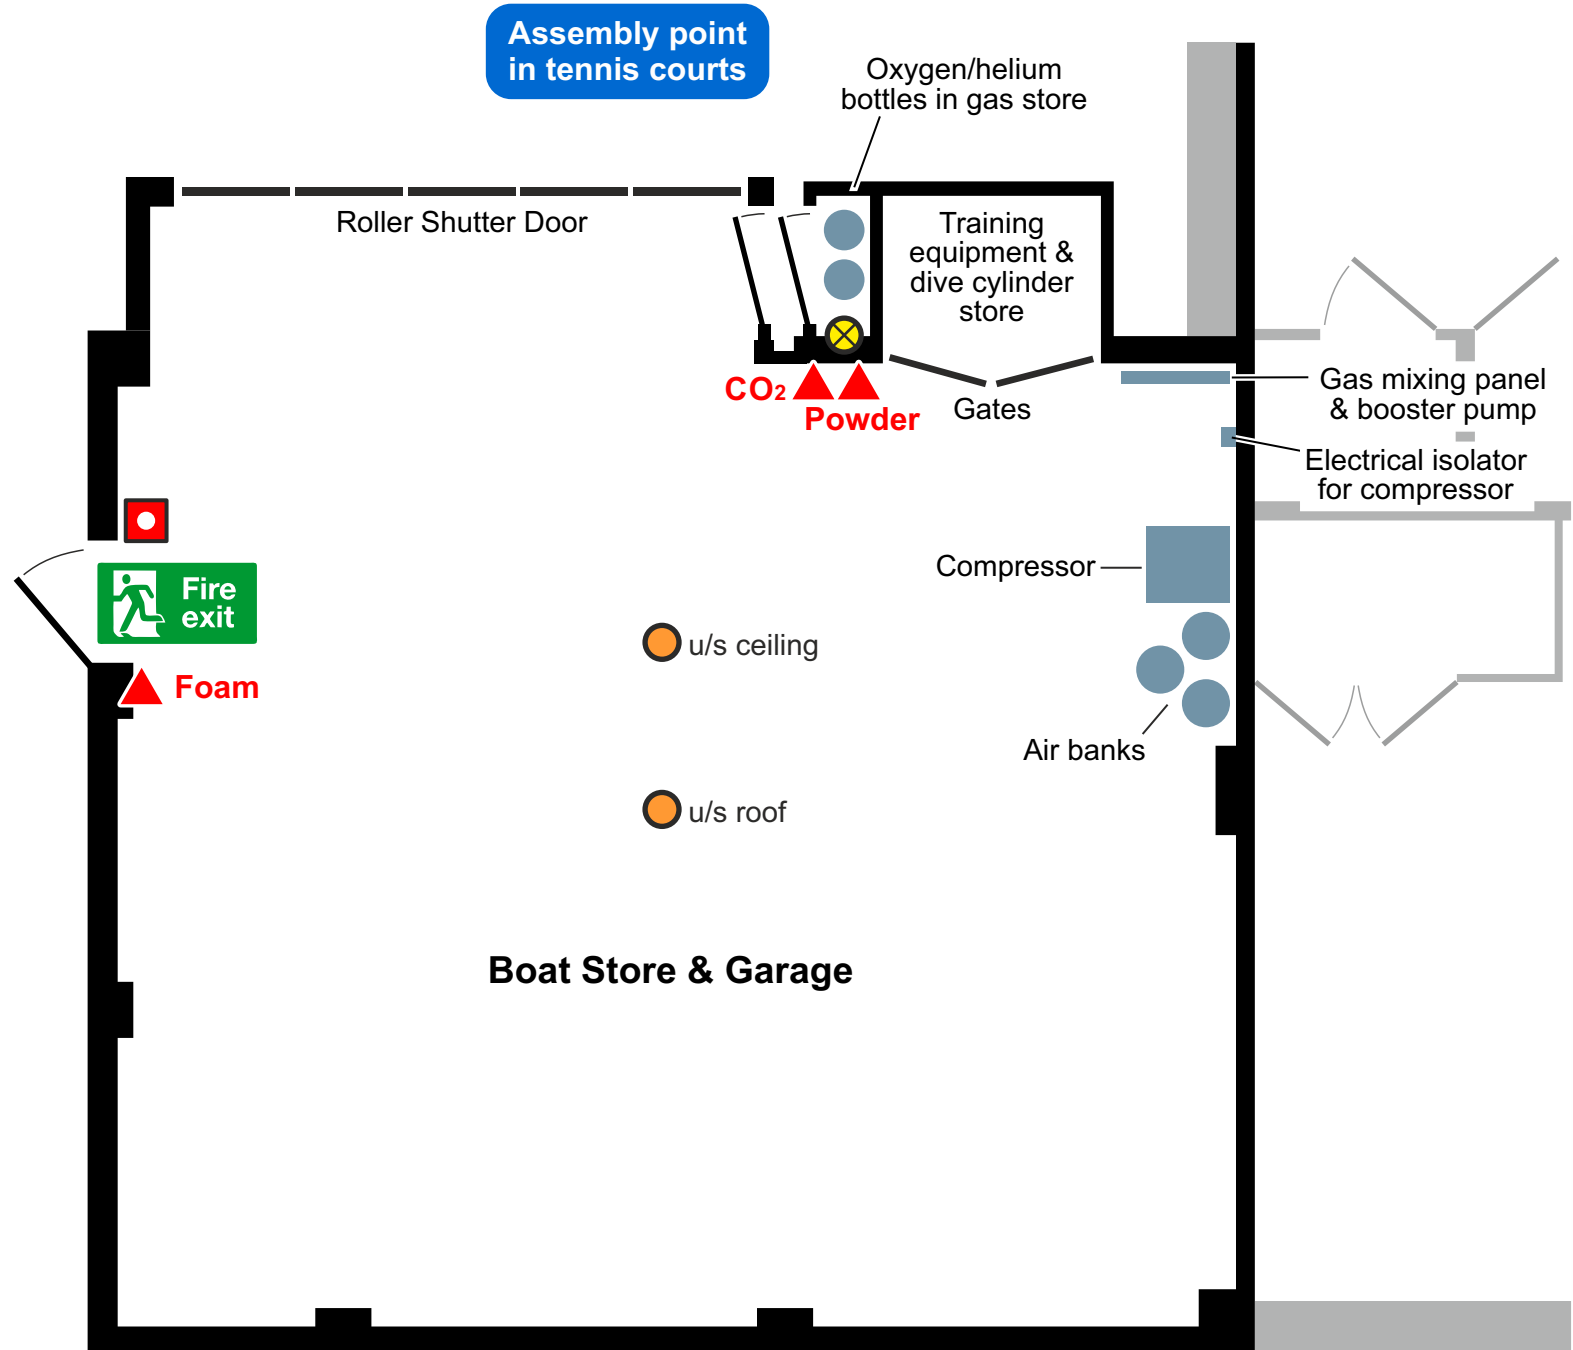 Assembly point
in tennis courts
Oxygen/helium
bottles in gas store
Roller Shutter Door
Training
equipment &
dive cylinder
store
CO₂
Powder
Gates
Gas mixing panel
& booster pump
Electrical isolator
for compressor
Fire
exit
Compressor
u/s ceiling
Foam
Air banks
u/s roof
Boat Store & Garage